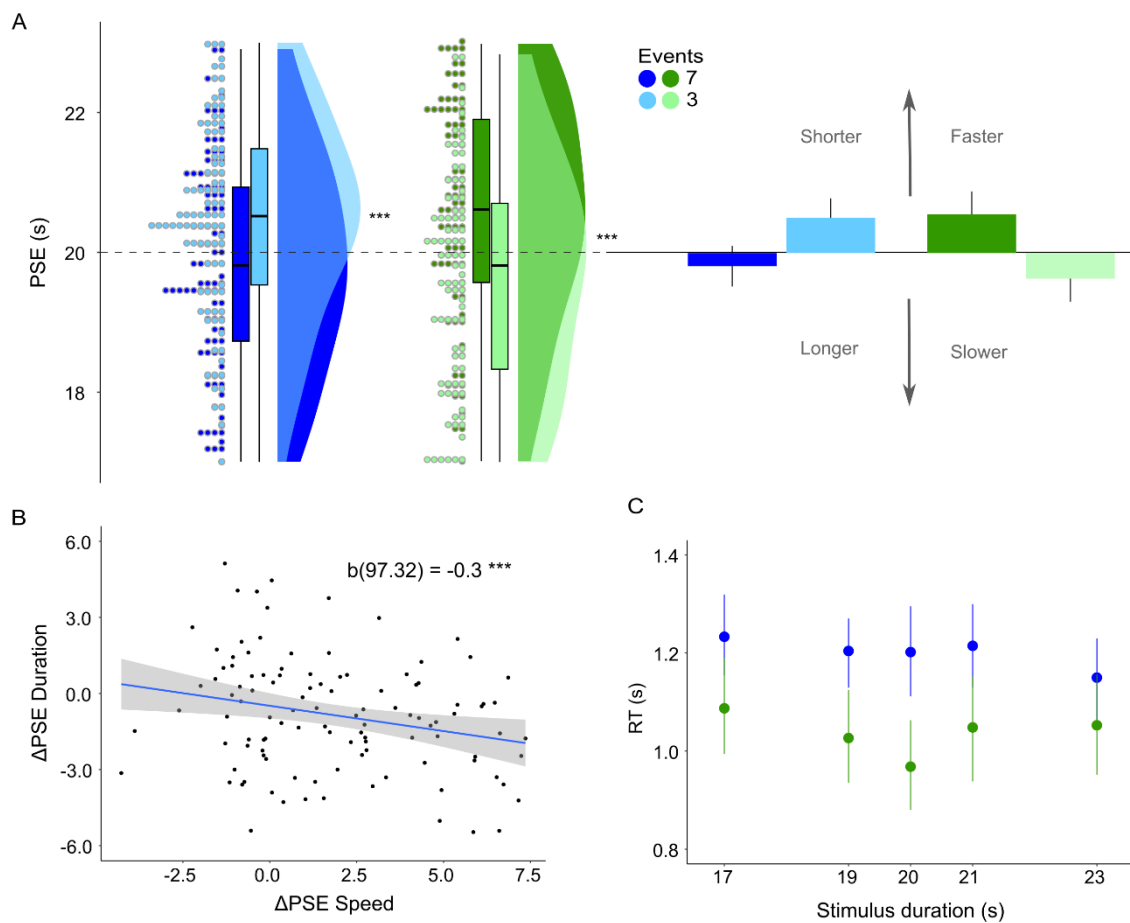 A
PSE (s)
22
20
18
***
***
Events
7
3
Shorter
Faster
Longer
Slower
B
ΔPSE Duration
6.0
3.0
0.0
-3.0
-6.0
b(97.32) = -0.3 ***
-2.5
0.0
2.5
5.0
7.5
ΔPSE Speed
C
RT (s)
1.4
1.2
1.0
0.8
17
19
20
21
23
Stimulus duration (s)